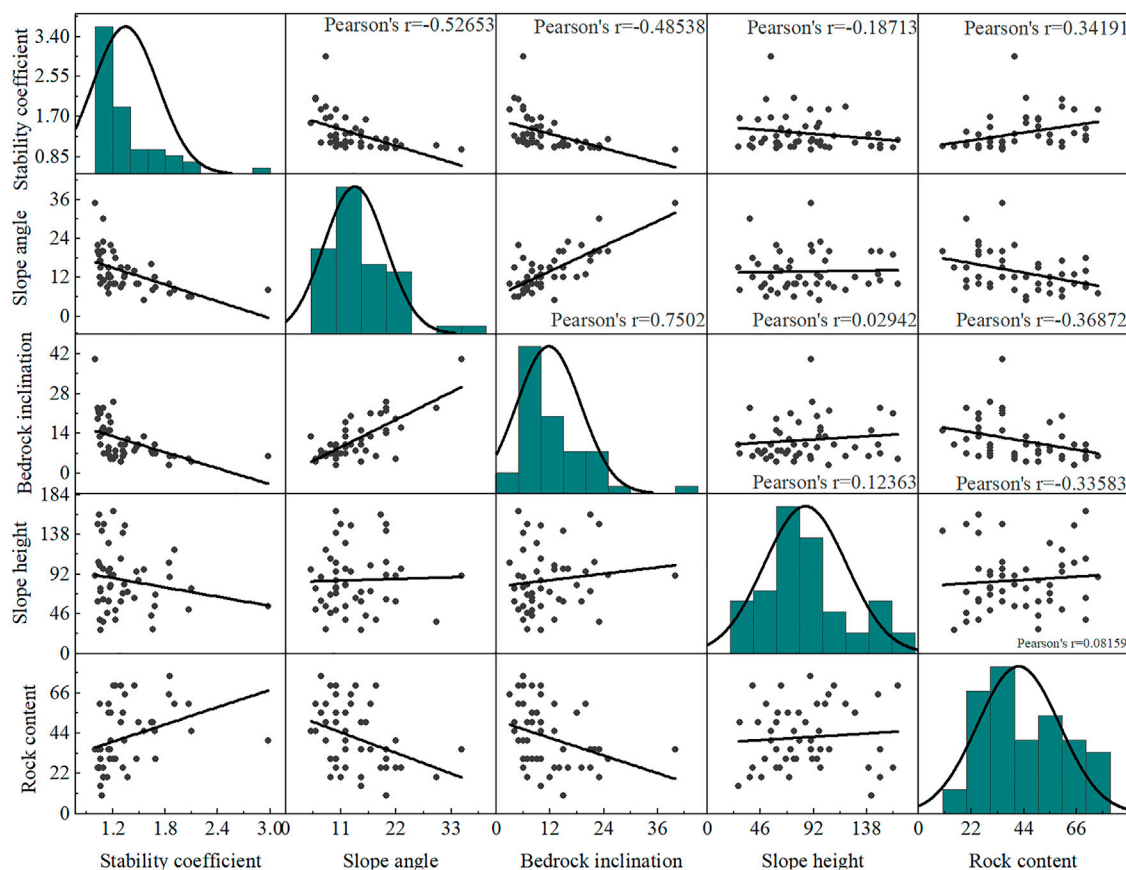 Pearson's r=-0.52653 Pearson's r=-0.48538 Pearson's r=-0.18713 Pearson's r=0.34191
Stability coefficient
3.40
2.55
1.70
0.85
Slope angle
36
24
12
0
Pearson's r=0.7502 Pearson's r=0.02942 Pearson's r=-0.36872
Bedrock inclination
42
28
14
0
Pearson's r=0.12363 Pearson's r=-0.33583
Slope height
184
138
92
46
0
Pearson's r=0.08159
Rock content
66
44
22
0
1.2 1.8 2.4 3.00 11 22 33 0 12 24 36 0 46 92 138 0 22 44 66
Stability coefficient Slope angle Bedrock inclination Slope height Rock content